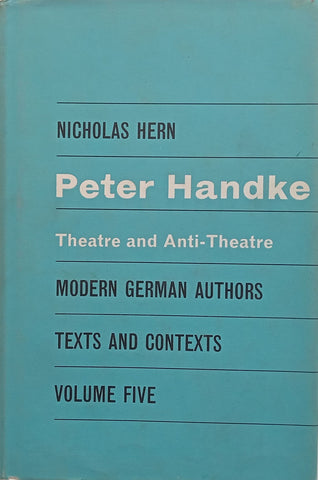 NICHOLAS HERN
Peter Handke
Theatre and Anti-Theatre
MODERN GERMAN AUTHORS
TEXTS AND CONTEXTS
VOLUME FIVE